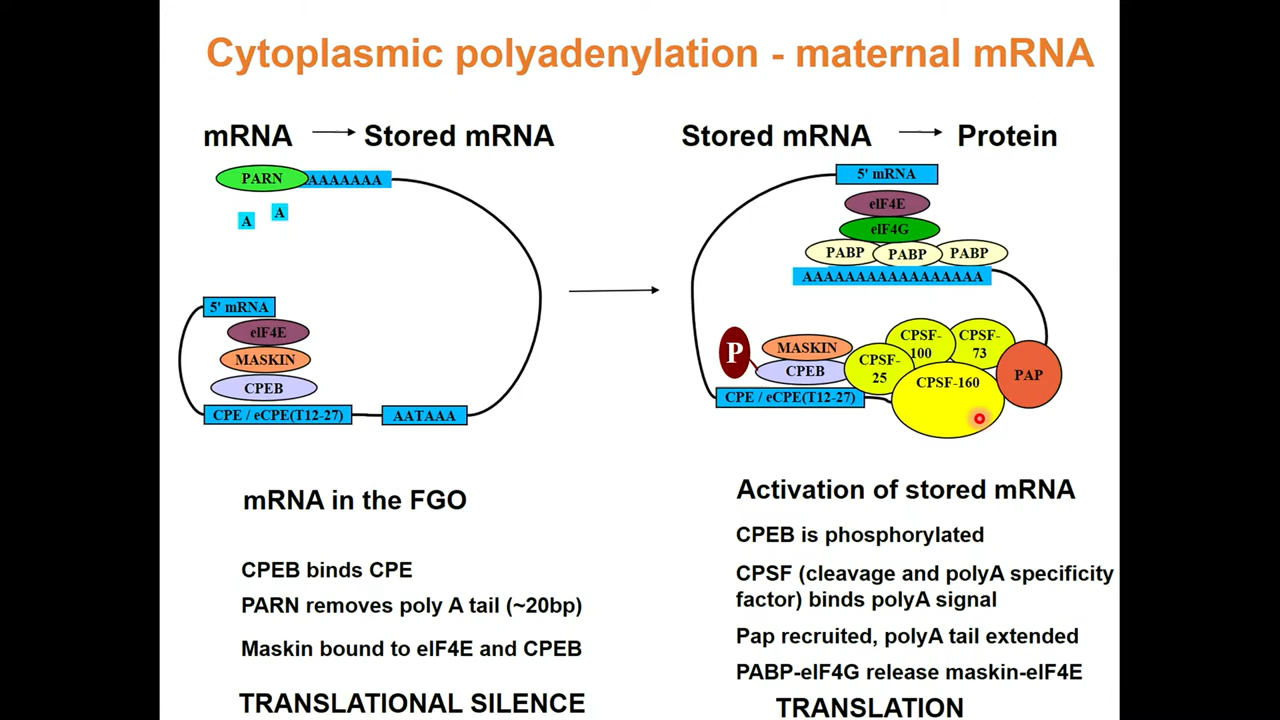 Cytoplasmic polyadenylation - maternal mRNA
mRNA
Stored mRNA
PARN
AAAAAAA
A
A
5' mRNA
eIF4E
MASKIN
CPEB
CPE / eCPE(T12-27)
AATAAA
mRNA in the FGO
CPEB binds CPE
PARN removes poly A tail (~20bp)
Maskin bound to eIF4E and CPEB
TRANSLATIONAL SILENCE
Stored mRNA
Protein
5' mRNA
eIF4E
eIF4G
PABP
PABP
PABP
AAAAAAAAAAAAAAAA
P
MASKIN
CPEB
CPE / eCPE(T12-27)
CPSF-
25
CPSF-
100
CPSF-
73
CPSF-160
PAP
Activation of stored mRNA
CPEB is phosphorylated
CPSF (cleavage and polyA specificity
factor) binds polyA signal
Pap recruited, polyA tail extended
PABP-eIF4G release maskin-eIF4E
TRANSLATION